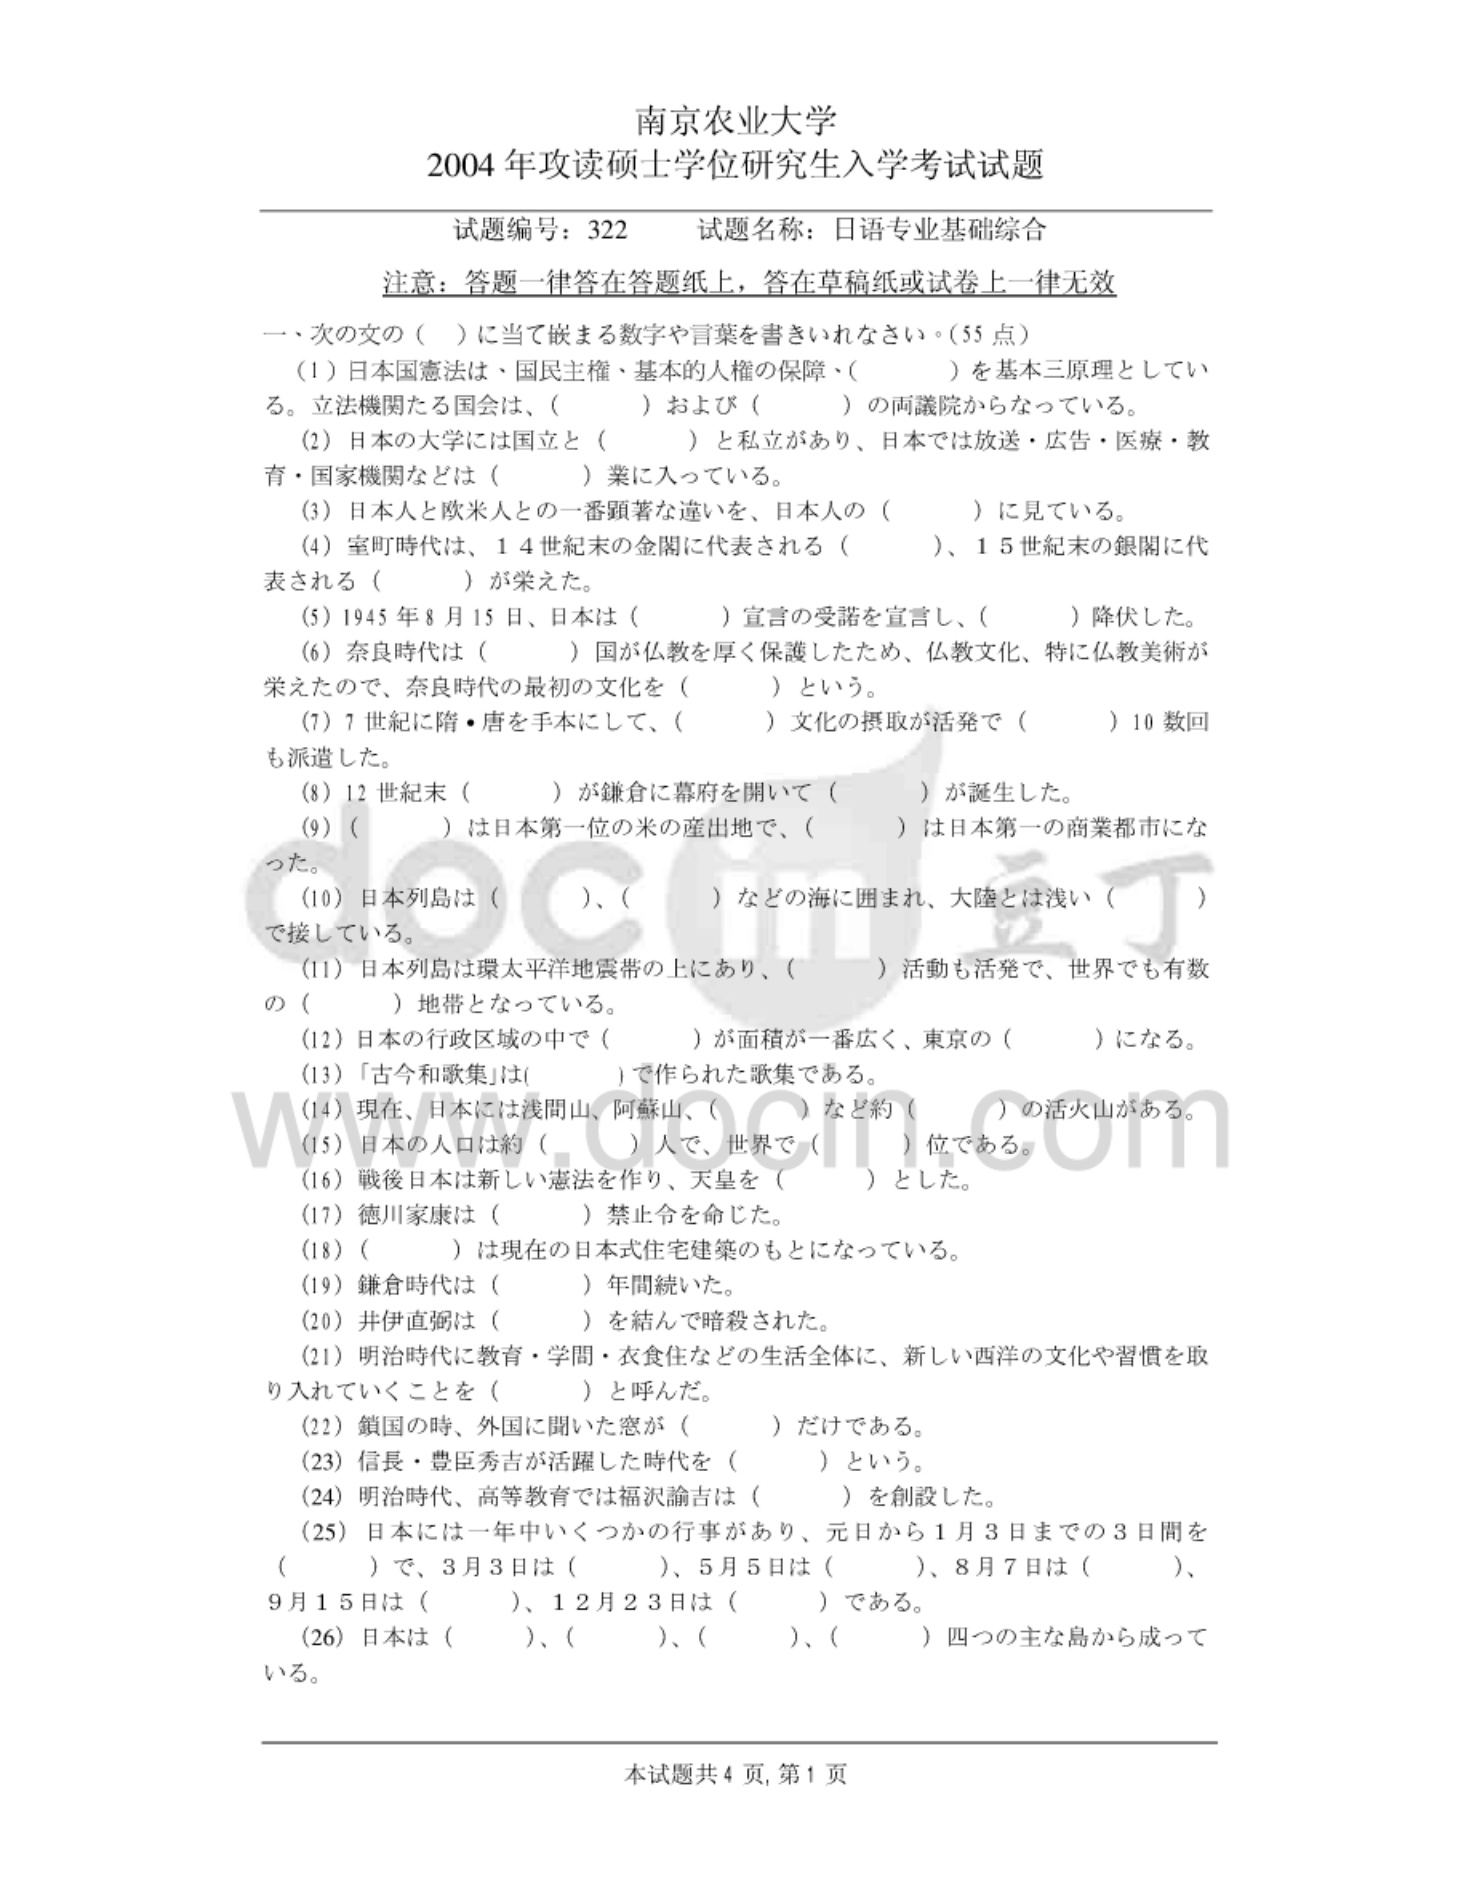 南京农业大学
2004 年攻读硕士学位研究生入学考试试题
试题编号：322 试题名称：日语专业基础综合
注意：答题一律答在答题纸上，答在草稿纸或试卷上一律无效
一、次の文の（ ）に当て嵌まる数字や言葉を書きいれなさい。（55 点）
（1）日本国憲法は、国民主権、基本的人権の保障、（ ）を基本三原理としてい
る。立法機関たる国会は、（ ）および（ ）の両議院からなっている。
（2）日本の大学には国立と（ ）と私立があり、日本では放送・広告・医療・教
育・国家機関などは（ ）業に入っている。
（3）日本人と欧米人との一番顕著な違いを、日本人の（ ）に見ている。
（4）室町時代は、１４世紀末の金閣に代表される（ ）、１５世紀末の銀閣に代
表される（ ）が栄えた。
（5）1945 年 8 月 15 日、日本は（ ）宣言の受諾を宣言し、（ ）降伏した。
（6）奈良時代は（ ）国が仏教を厚く保護したため、仏教文化、特に仏教美術が
栄えたので、奈良時代の最初の文化を（ ）という。
（7）7 世紀に隋•唐を手本にして、（ ）文化の摂取が活発で（ ）10 数回
も派遣した。
（8）12 世紀末（ ）が鎌倉に幕府を開いて（ ）が誕生した。
（9）（ ）は日本第一位の米の産出地で、（ ）は日本第一の商業都市にな
った。
（10）日本列島は（ ）、（ ）などの海に囲まれ、大陸とは浅い（ ）
で接している。
（11）日本列島は環太平洋地震帯の上にあり、（ ）活動も活発で、世界でも有数
の（ ）地帯となっている。
（12）日本の行政区域の中で（ ）が面積が一番広く、東京の（ ）になる。
（13）「古今和歌集」は( )で作られた歌集である。
（14）現在、日本には浅間山、阿蘇山、（ ）など約（ ）の活火山がある。
（15）日本の人口は約（ ）人で、世界で（ ）位である。
（16）戦後日本は新しい憲法を作り、天皇を（ ）とした。
（17）徳川家康は（ ）禁止令を命じた。
（18）（ ）は現在の日本式住宅建築のもとになっている。
（19）鎌倉時代は（ ）年間続いた。
（20）井伊直弼は（ ）を結んで暗殺された。
（21）明治時代に教育・学問・衣食住などの生活全体に、新しい西洋の文化や習慣を取
り入れていくことを（ ）と呼んだ。
（22）鎖国の時、外国に聞いた窓が（ ）だけである。
（23）信長・豊臣秀吉が活躍した時代を（ ）という。
（24）明治時代、高等教育では福沢諭吉は（ ）を創設した。
（25）日本には一年中いくつかの行事があり、元日から１月３日までの３日間を
（ ）で、３月３日は（ ）、５月５日は（ ）、８月７日は（ ）、
９月１５日は（ ）、１２月２３日は（ ）である。
（26）日本は（ ）、（ ）、（ ）、（ ）四つの主な島から成って
いる。
本试题共 4 页, 第 1 页
docin 豆丁
www.docin.com